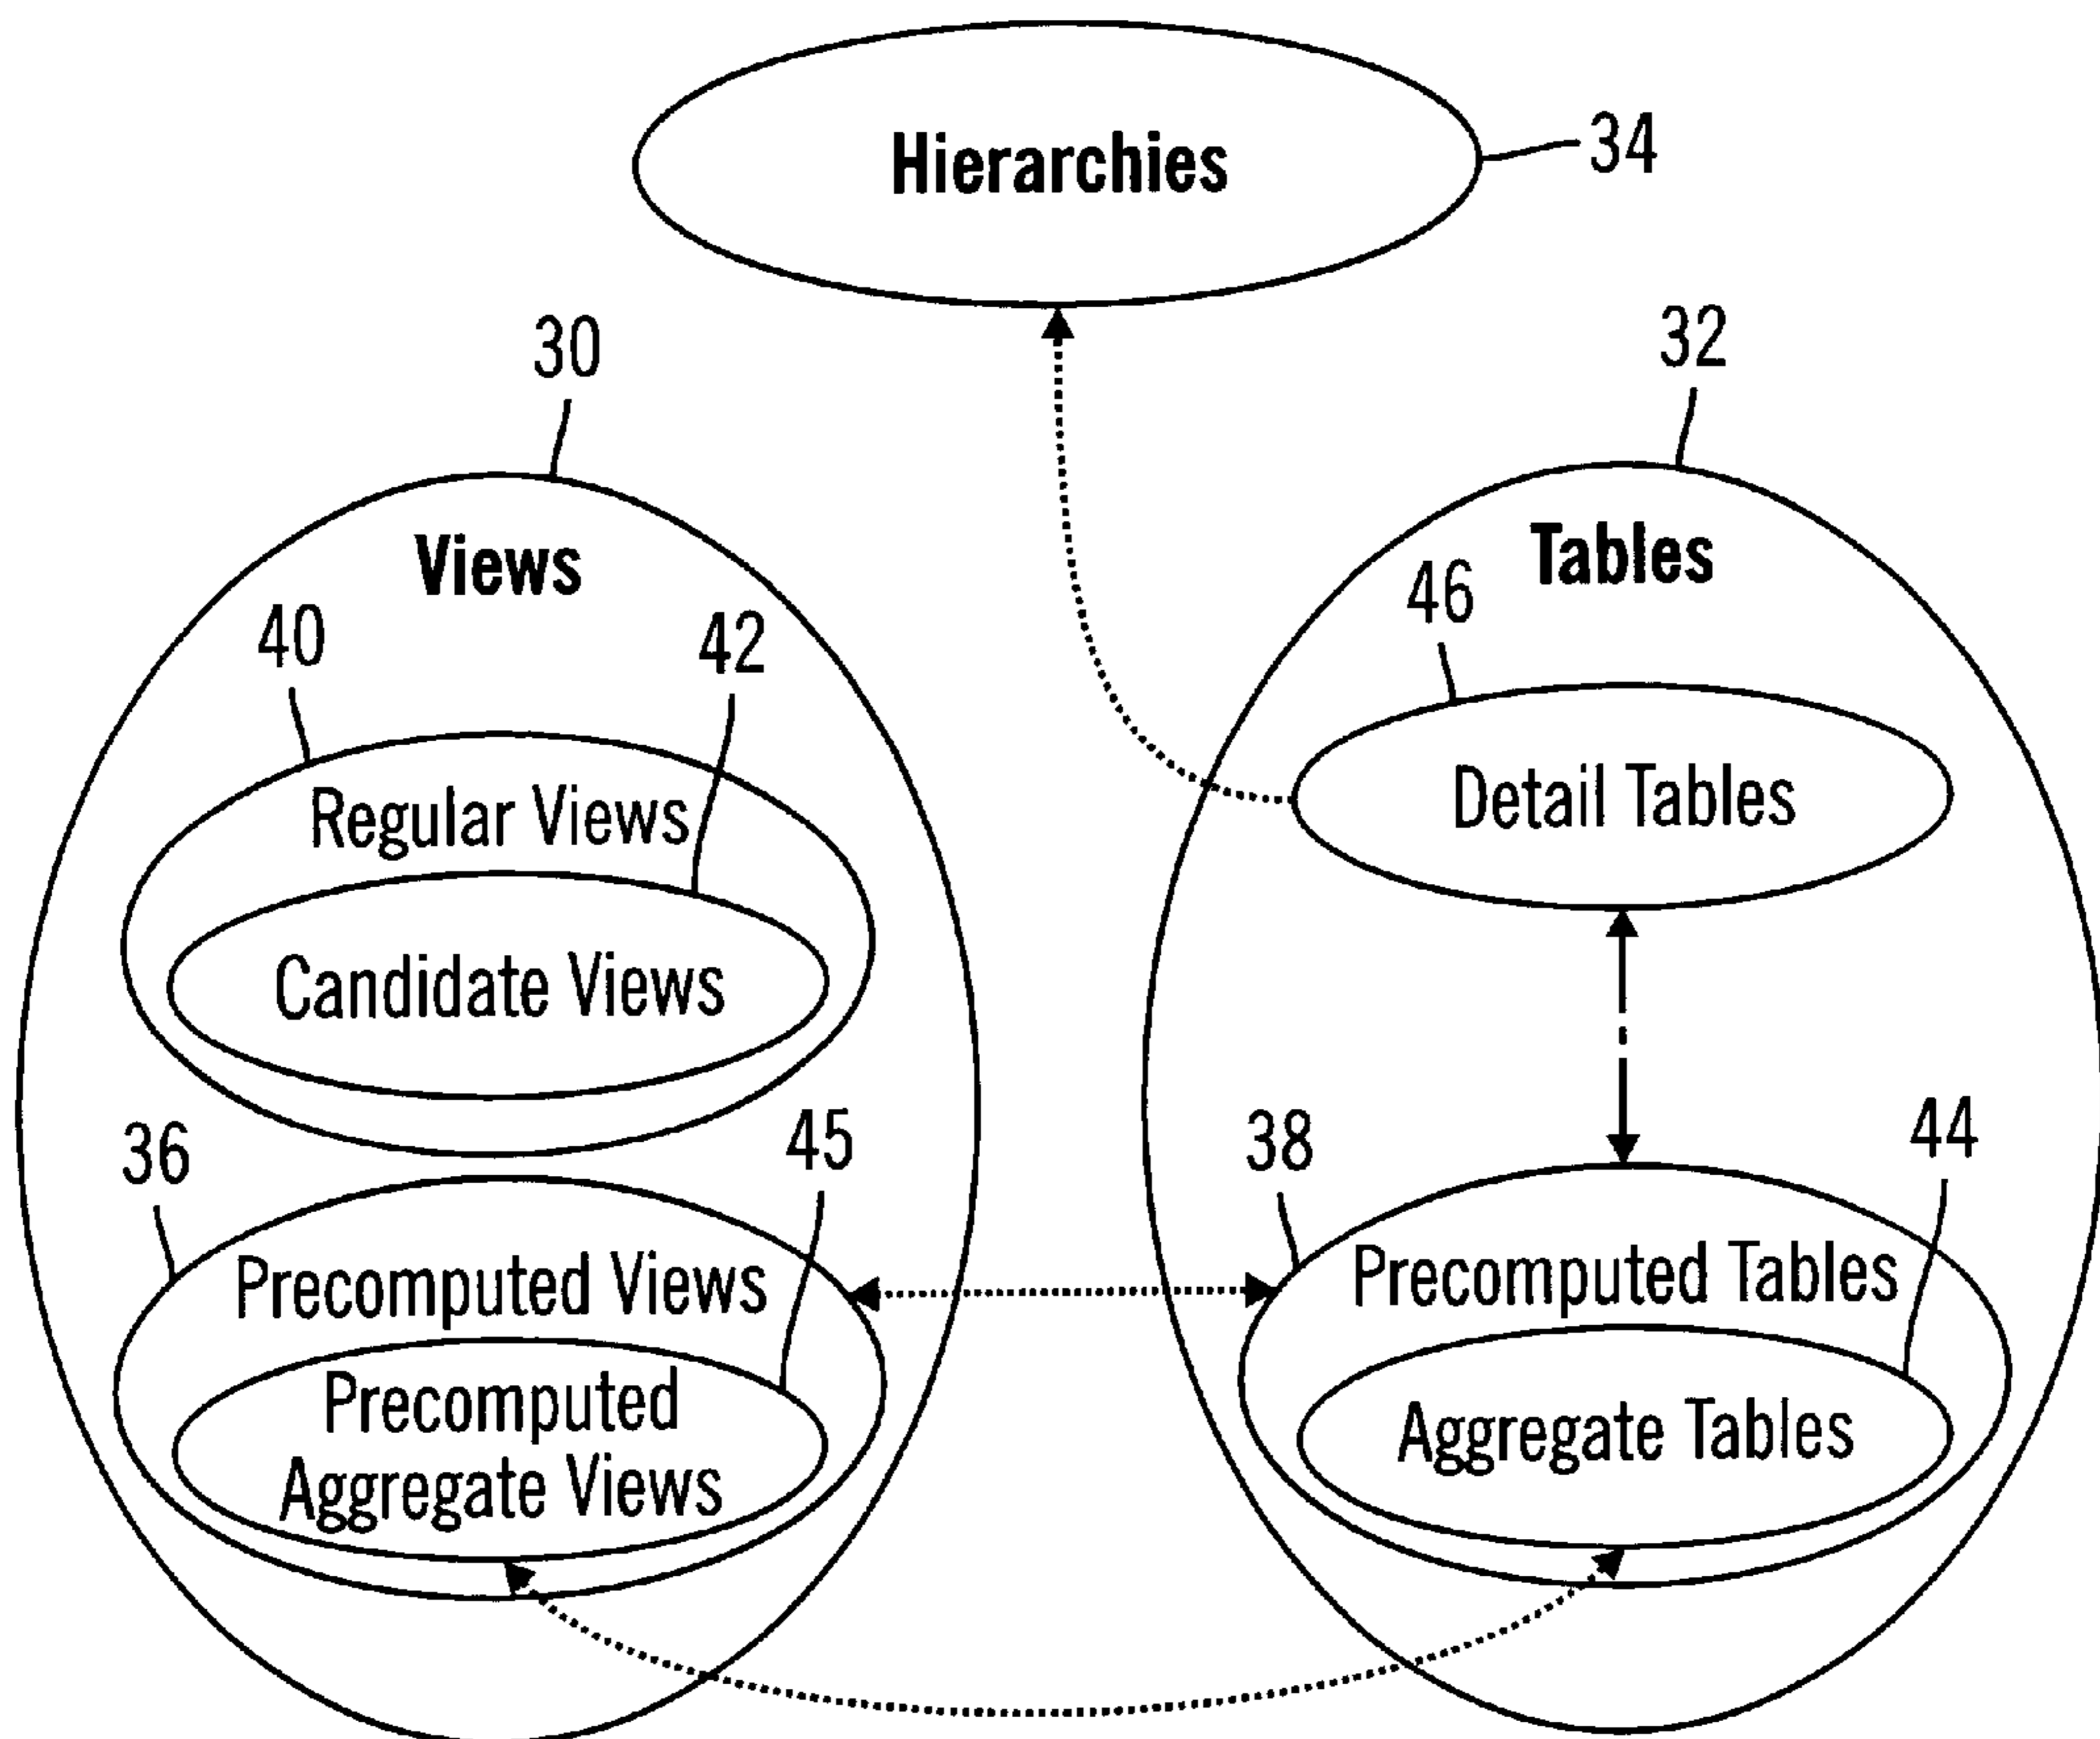 Hierarchies
34
30
32
Views
Tables
40
42
46
Regular Views
Detail Tables
Candidate Views
36
45
38
44
Precomputed Views
Precomputed Tables
Precomputed
Aggregate Views
Aggregate Tables